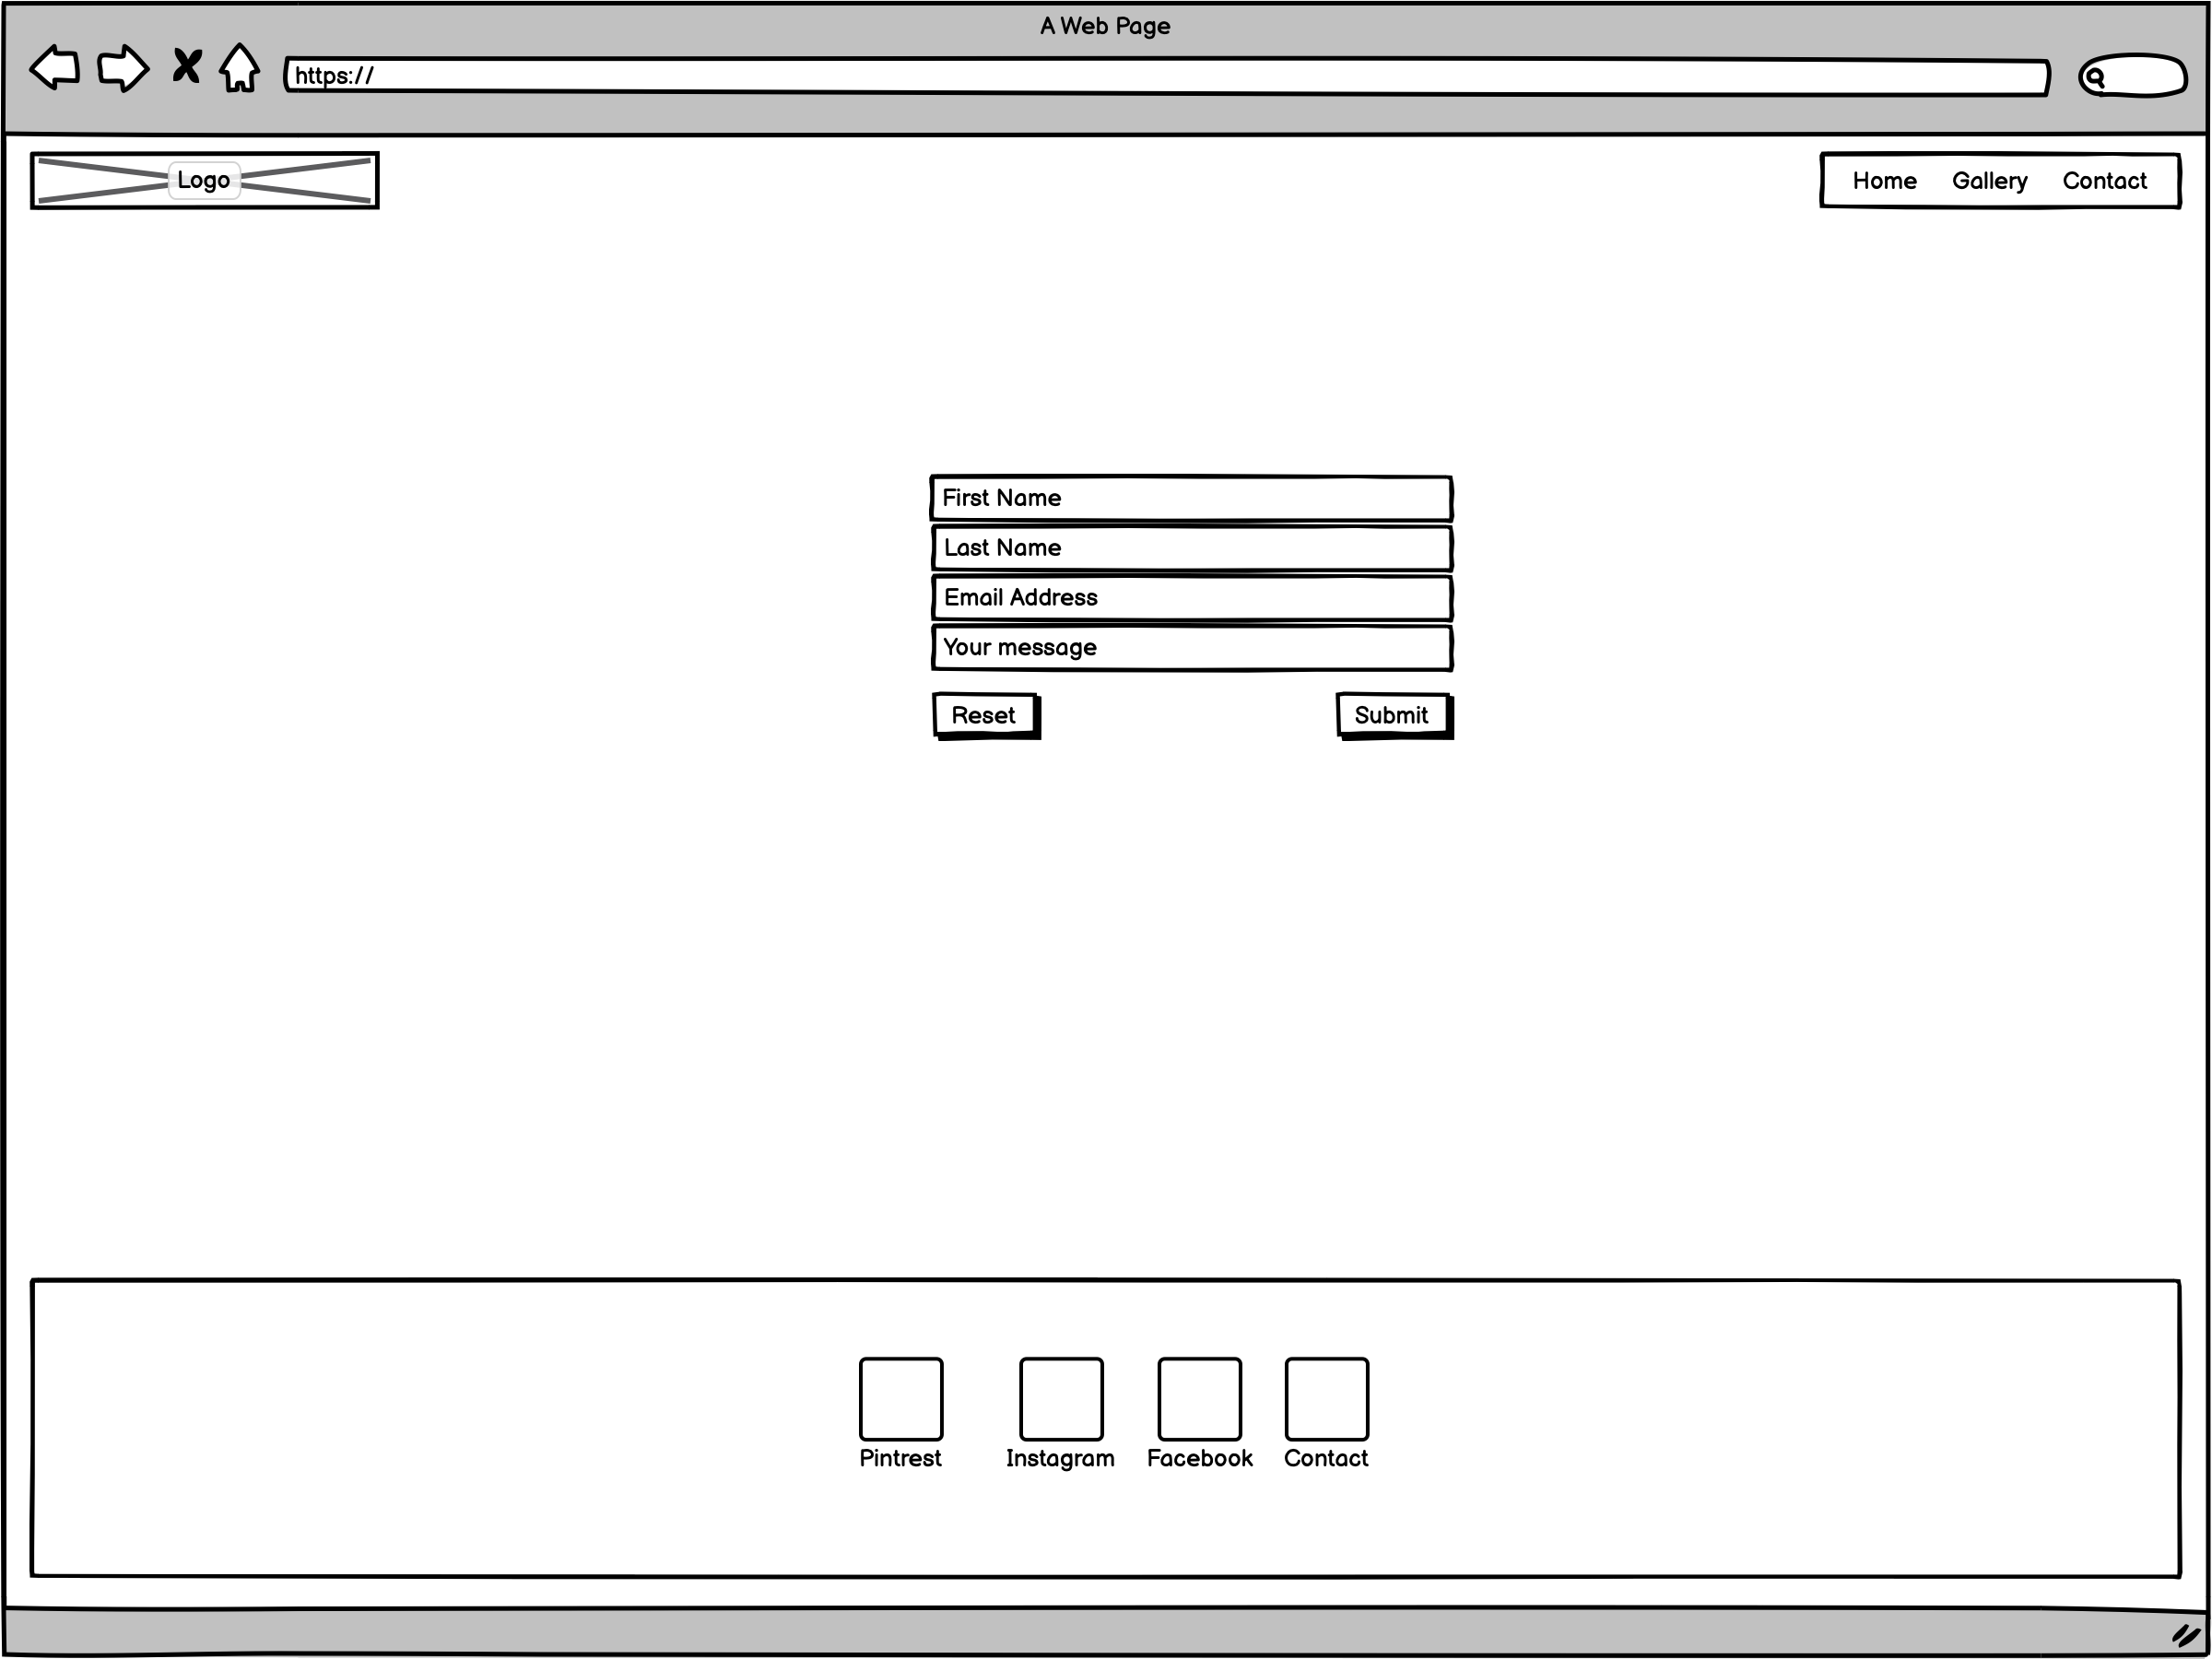 A Web Page
https://
Logo
Home Gallery Contact
First Name
Last Name
Email Address
Your message
Reset Submit
Pintrest Instagram Facebook Contact